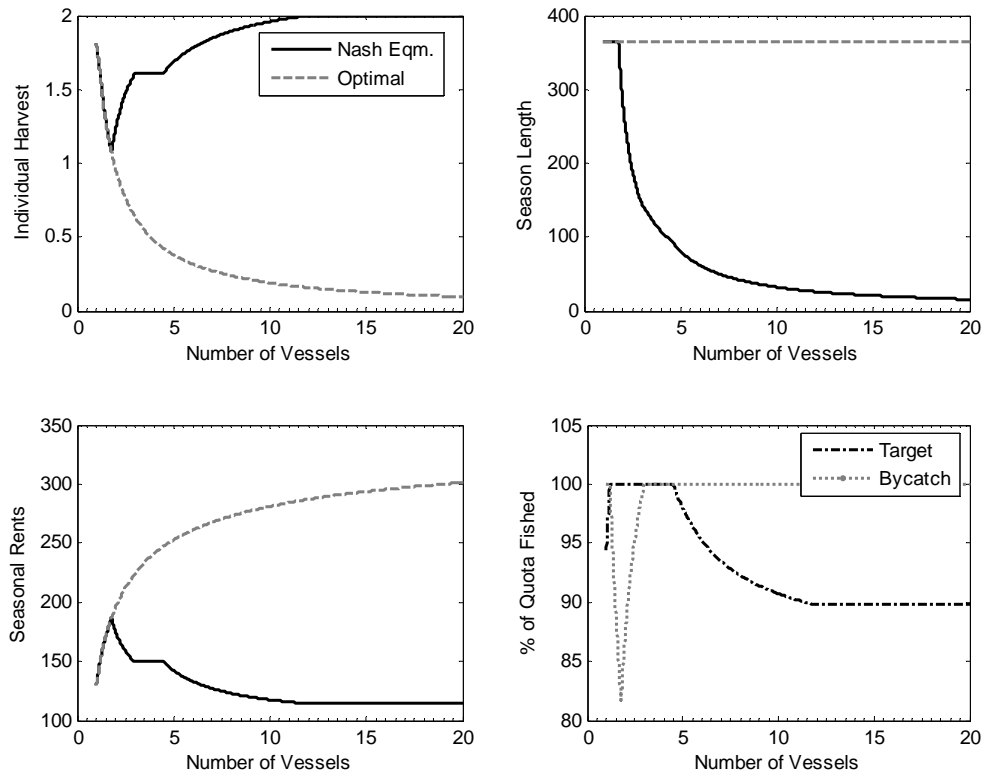 2
1.5
1
0.5
0
Individual Harvest
Nash Eqm.
Optimal
0 5 10 15 20
Number of Vessels
400
300
200
100
0
Season Length
0 5 10 15 20
Number of Vessels
350
300
250
200
150
100
Seasonal Rents
0 5 10 15 20
Number of Vessels
105
100
95
90
85
80
% of Quota Fished
Target
Bycatch
0 5 10 15 20
Number of Vessels